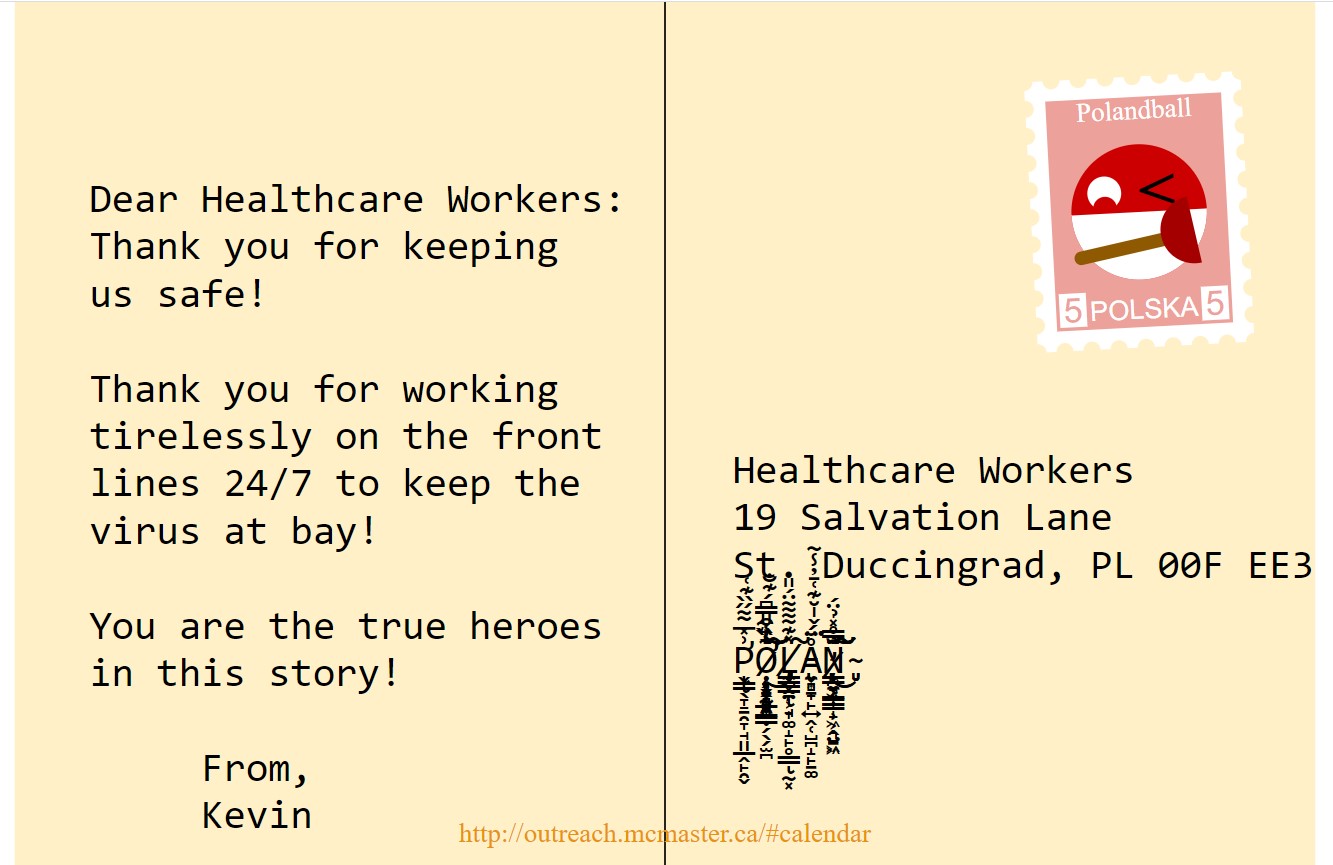 Dear Healthcare Workers:
Thank you for keeping
us safe!
Thank you for working
tirelessly on the front
lines 24/7 to keep the
virus at bay!
You are the true heroes
in this story!
From,
Kevin
Polandball
5 POLSKA 5
Healthcare Workers
19 Salvation Lane
St. Duccingrad, PL 00F EE3
POLAN
http://outreach.mcmaster.ca/#calendar